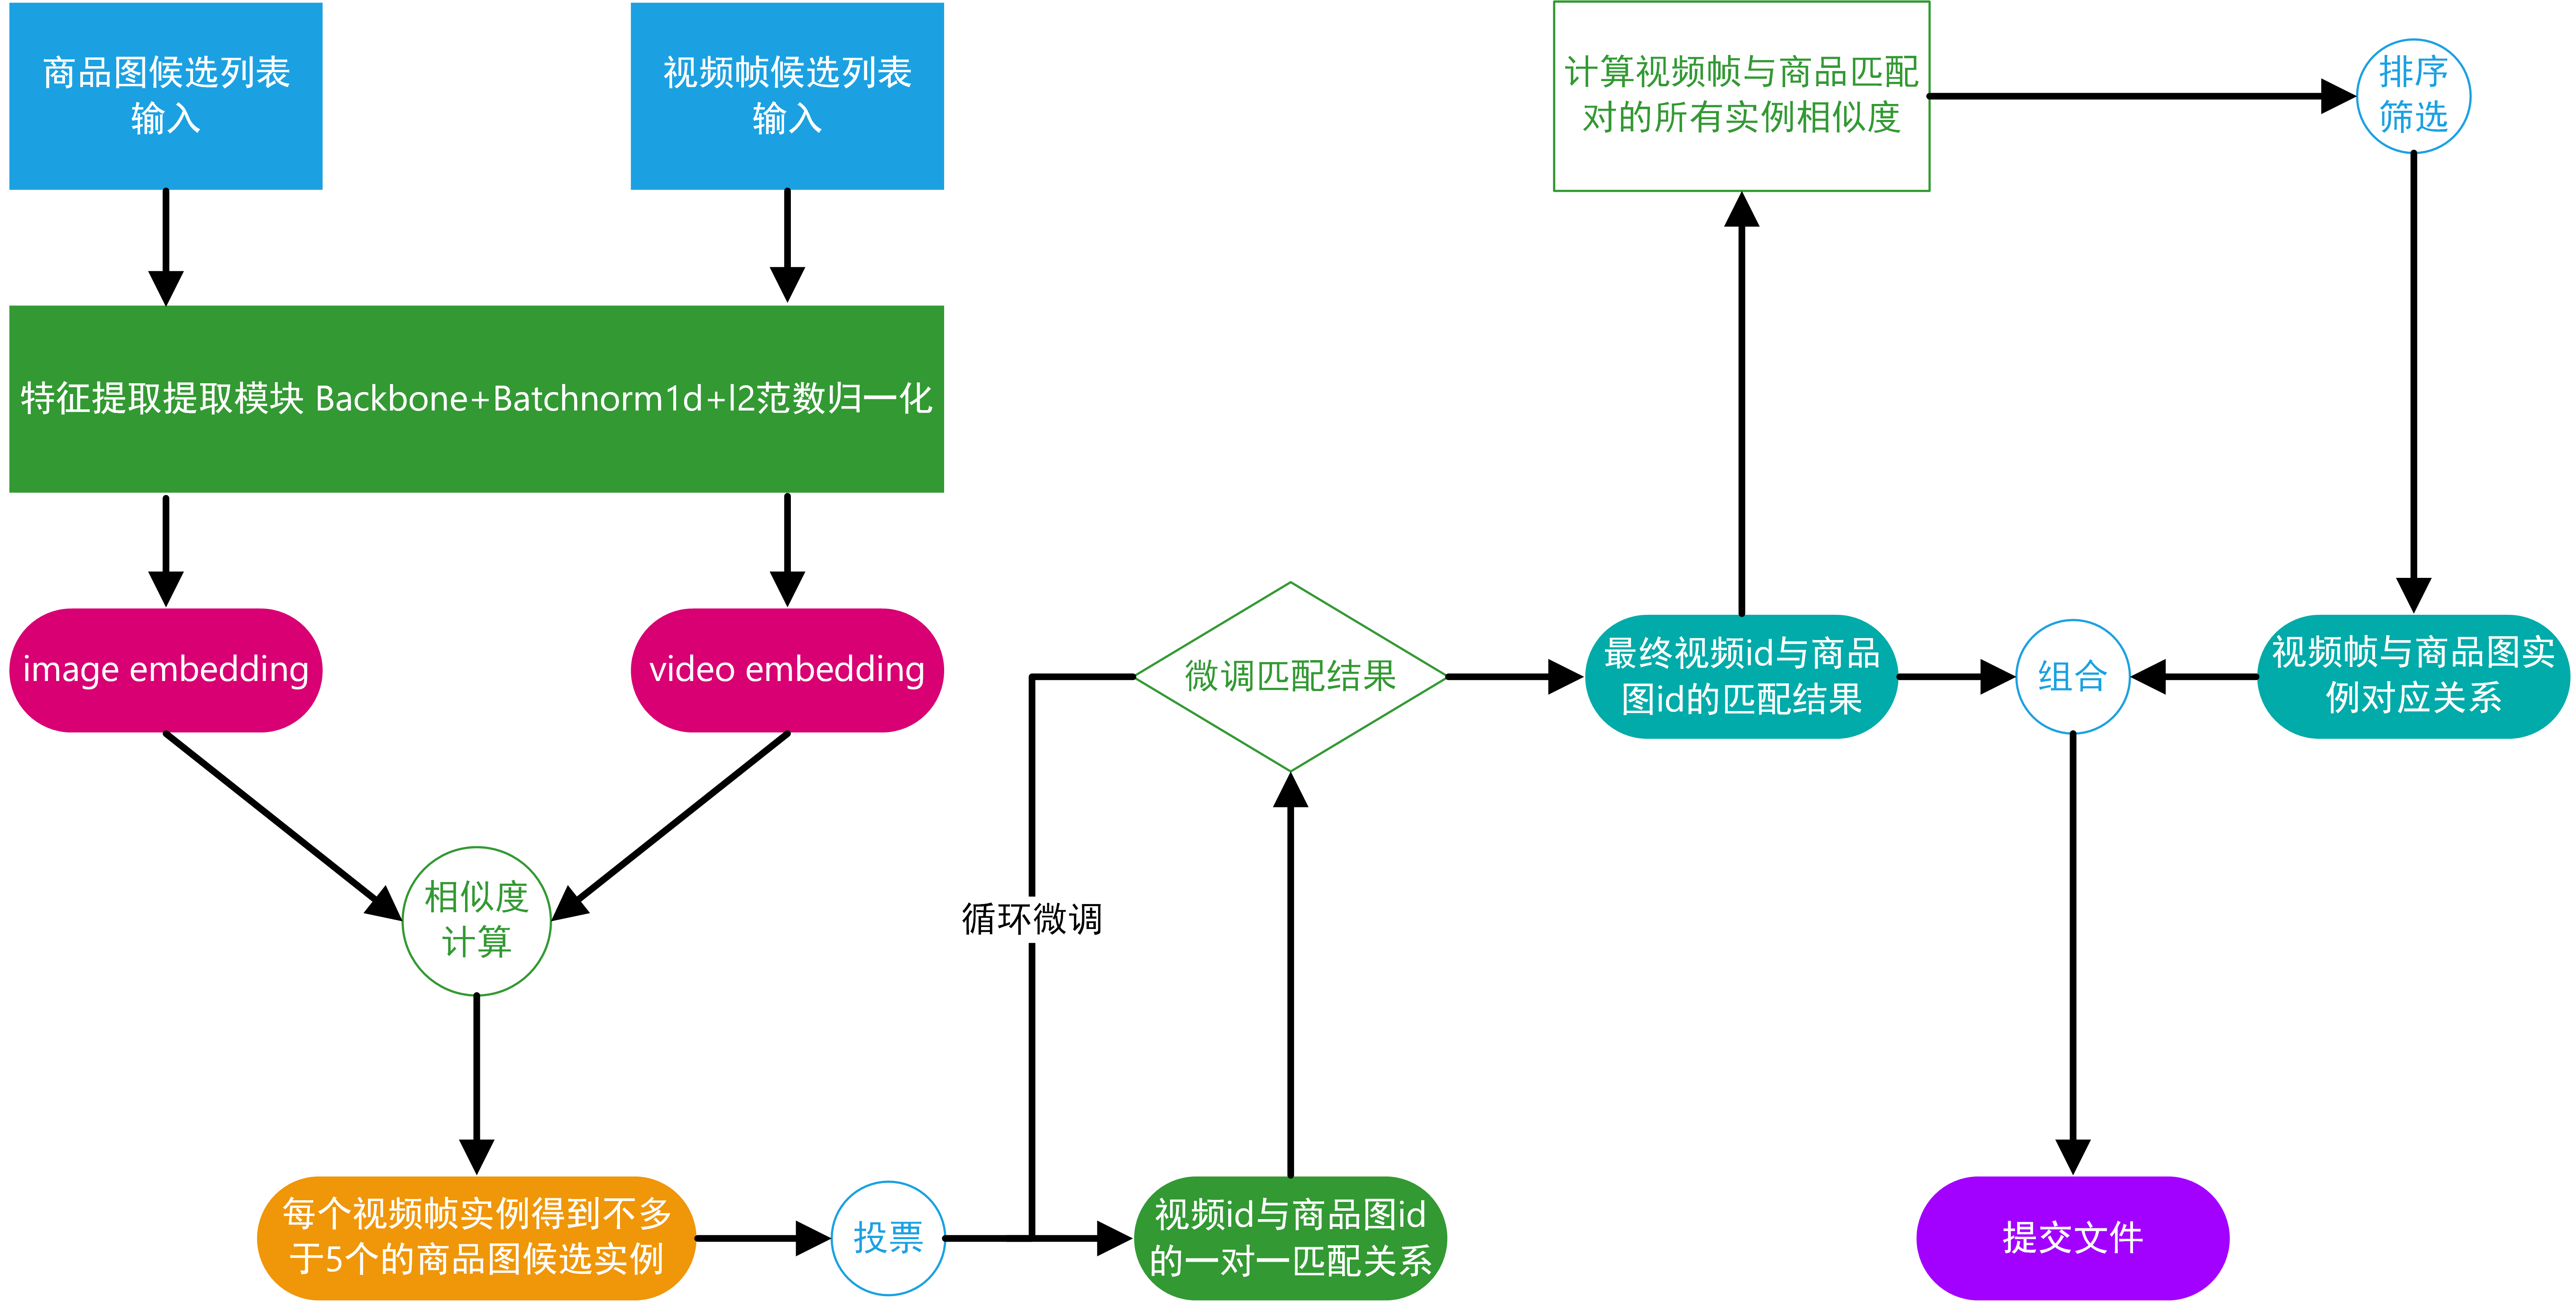 商品图候选列表
输入
视频帧候选列表
输入
计算视频帧与商品匹配
对的所有实例相似度
排序
筛选
特征提取提取模块 Backbone+Batchnorm1d+l2范数归一化
image embedding
video embedding
微调匹配结果
最终视频id与商品
图id的匹配结果
组合
视频帧与商品图实
例对应关系
相似度
计算
循环微调
每个视频帧实例得到不多
于5个的商品图候选实例
投票
视频id与商品图id
的一对一匹配关系
提交文件